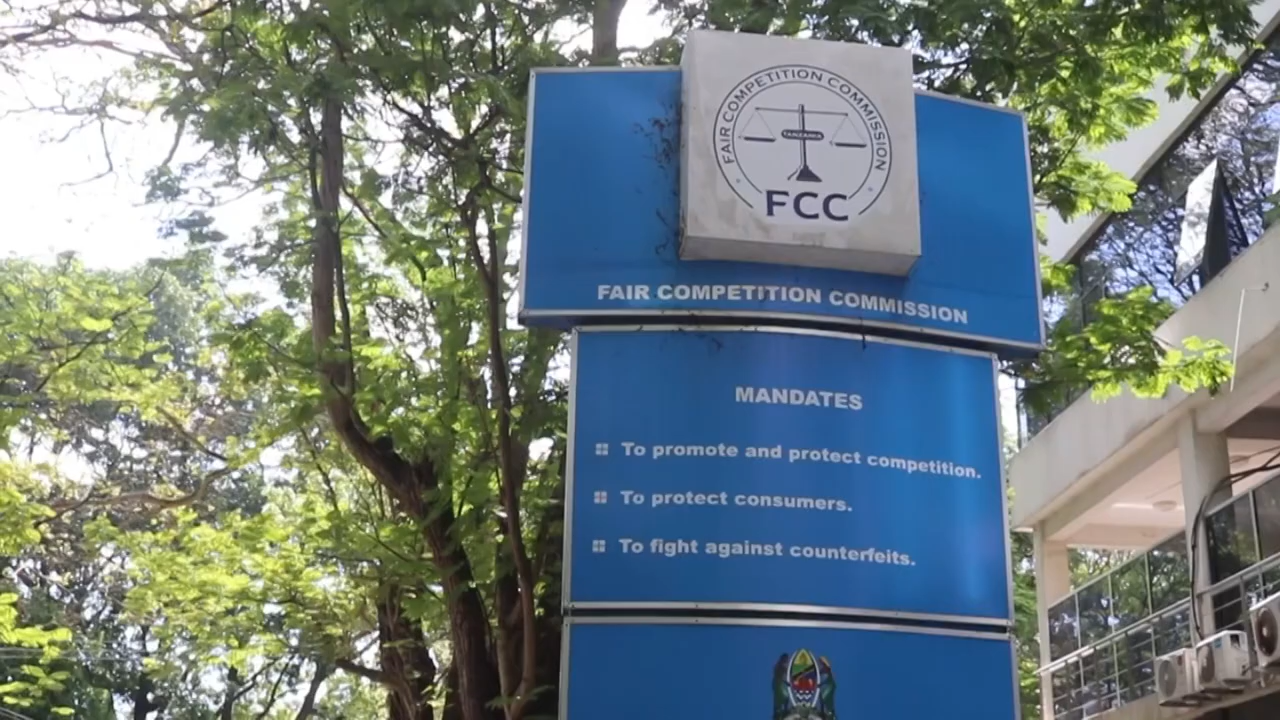 FAIR COMPETITION COMMISSION
TANZANIA
FCC
FAIR COMPETITION COMMISSION
MANDATES
To promote and protect competition.
To protect consumers.
To fight against counterfeits.